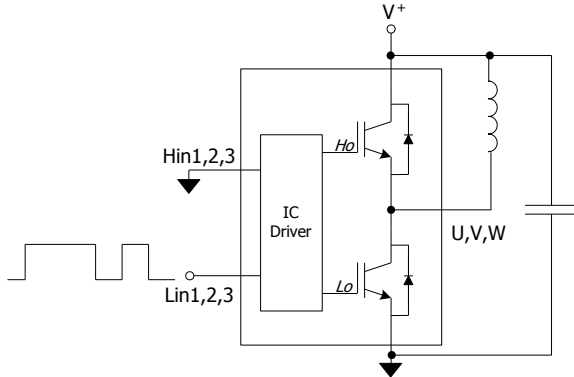 V+
Hin1,2,3
Ho
IC
Driver
U,V,W
Lin1,2,3
Lo